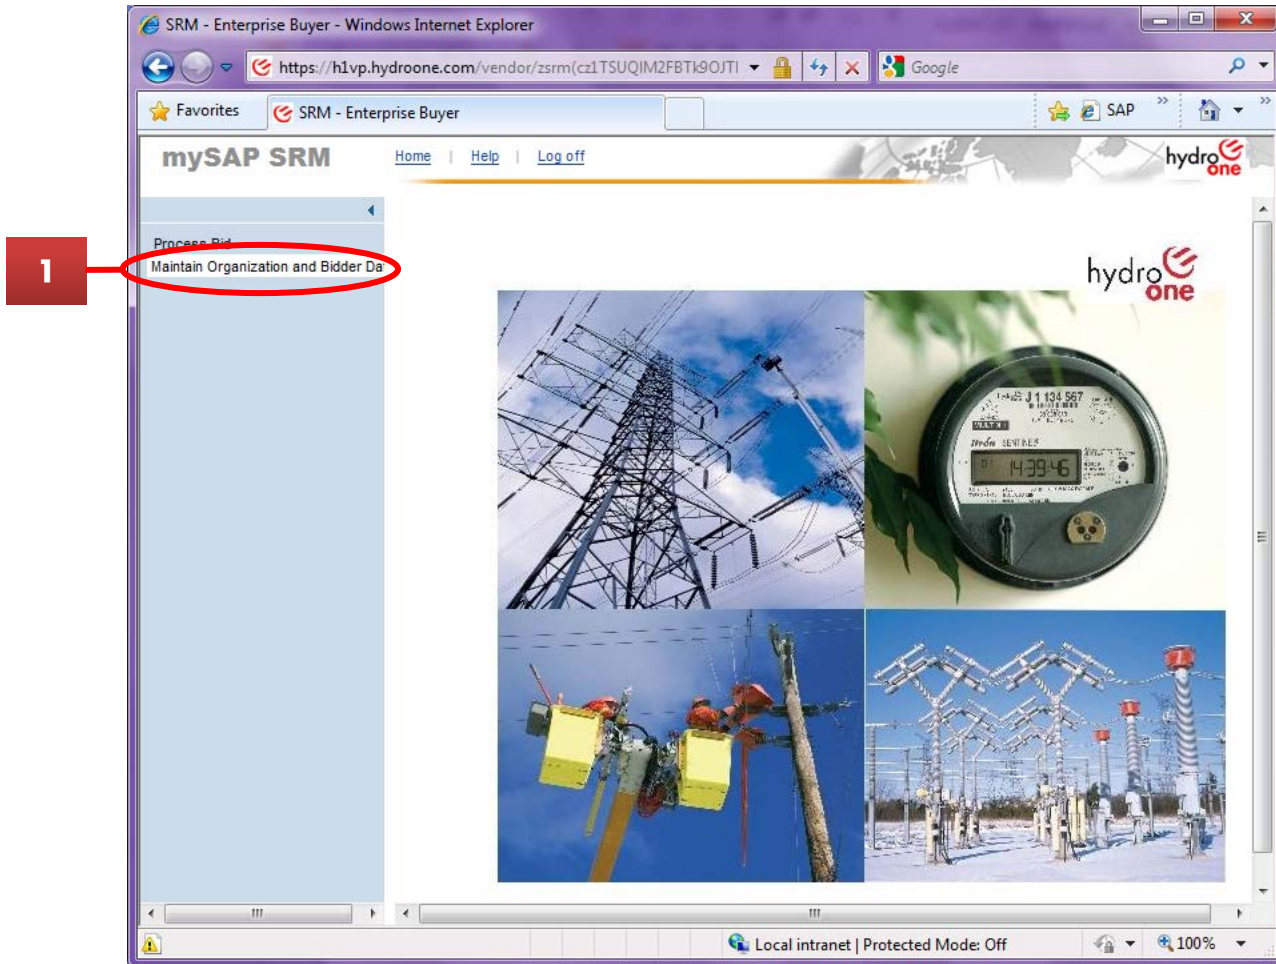 SRM - Enterprise Buyer - Windows Internet Explorer
https://h1vp.hydroone.com/vendor/zsrm(cz1TSUQIM2FBTk9OJTI
Google
Favorites
SRM - Enterprise Buyer
SAP
mySAP SRM
Home | Help | Log off
hydro one
Process Bid
1
Maintain Organization and Bidder Da
hydro one
J 1 134 567
SENTINEL
14:39:46
Local intranet | Protected Mode: Off
100%